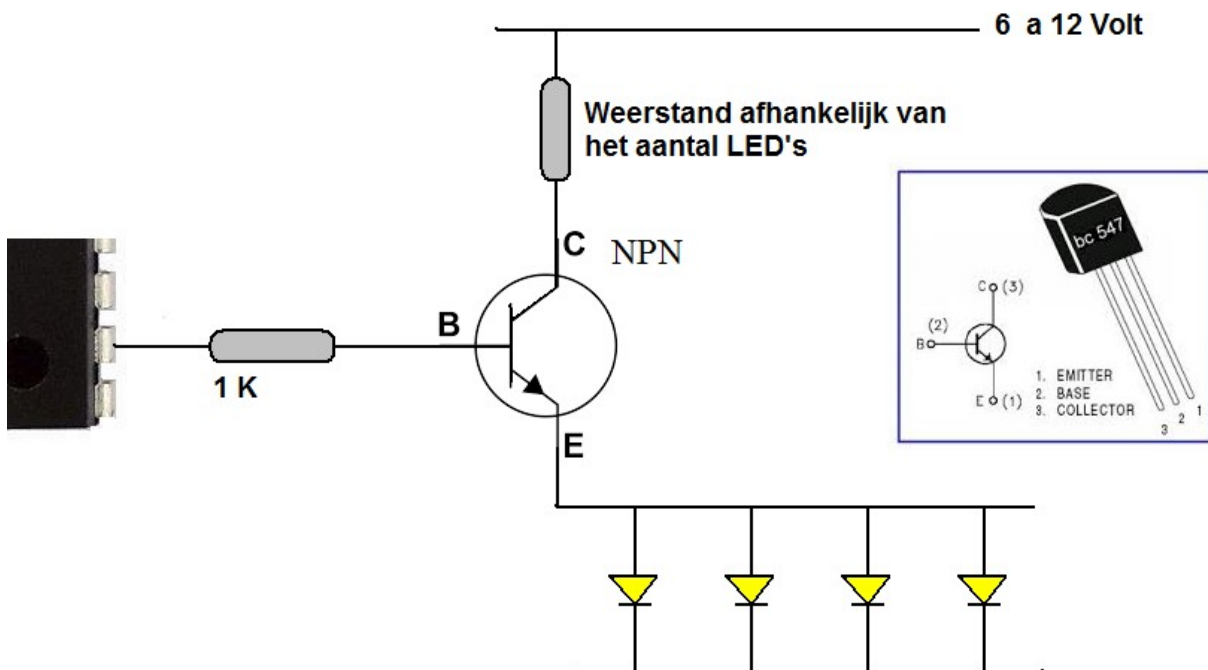 6 a 12 Volt
Weerstand afhankelijk van
het aantal LED's
C
NPN
B
1 K
E
bc 547
C (3)
(2)
B
E (1)
1. EMITTER
2. BASE
3. COLLECTOR
3 2 1